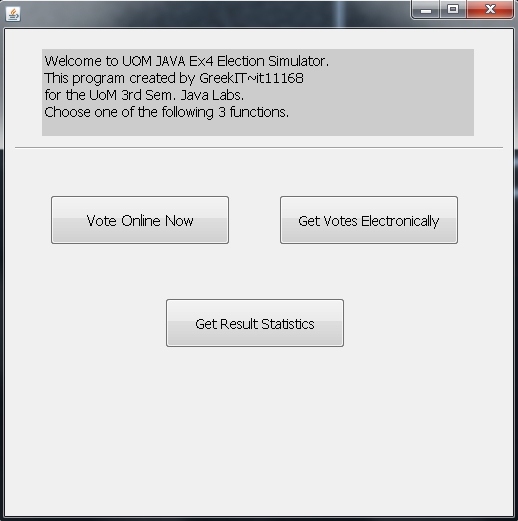 Welcome to UOM JAVA Ex4 Election Simulator.
This program created by GreekIT~it11168
for the UoM 3rd Sem. Java Labs.
Choose one of the following 3 functions.
Vote Online Now
Get Votes Electronically
Get Result Statistics